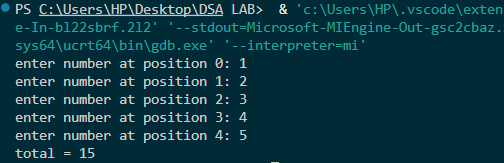 PS C:\Users\HP\Desktop\DSA LAB>  & 'c:\Users\HP\.vscode\exten
e-In-bl22sbrf.2l2' '--stdout=Microsoft-MIEngine-Out-gsc2cbaz.
sys64\ucrt64\bin\gdb.exe' '--interpreter=mi'
enter number at position 0: 1
enter number at position 1: 2
enter number at position 2: 3
enter number at position 3: 4
enter number at position 4: 5
total = 15